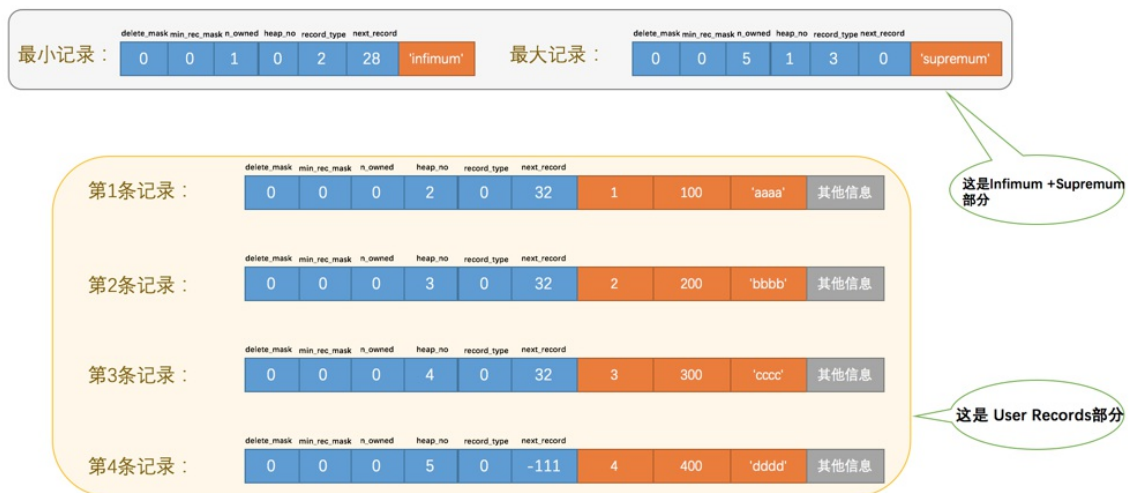 delete_mask min_rec_mask n_owned heap_no record_type next_record
最小记录： 0 0 1 0 2 28 'infimum'
delete_mask min_rec_mask n_owned heap_no record_type next_record
最大记录： 0 0 5 1 3 0 'supremum'
这是Infimum +Supremum
部分
delete_mask min_rec_mask n_owned heap_no record_type next_record
第1条记录： 0 0 0 2 0 32 1 100 'aaaa' 其他信息
delete_mask min_rec_mask n_owned heap_no record_type next_record
第2条记录： 0 0 0 3 0 32 2 200 'bbbb' 其他信息
delete_mask min_rec_mask n_owned heap_no record_type next_record
第3条记录： 0 0 0 4 0 32 3 300 'cccc' 其他信息
这是 User Records部分
delete_mask min_rec_mask n_owned heap_no record_type next_record
第4条记录： 0 0 0 5 0 -111 4 400 'dddd' 其他信息